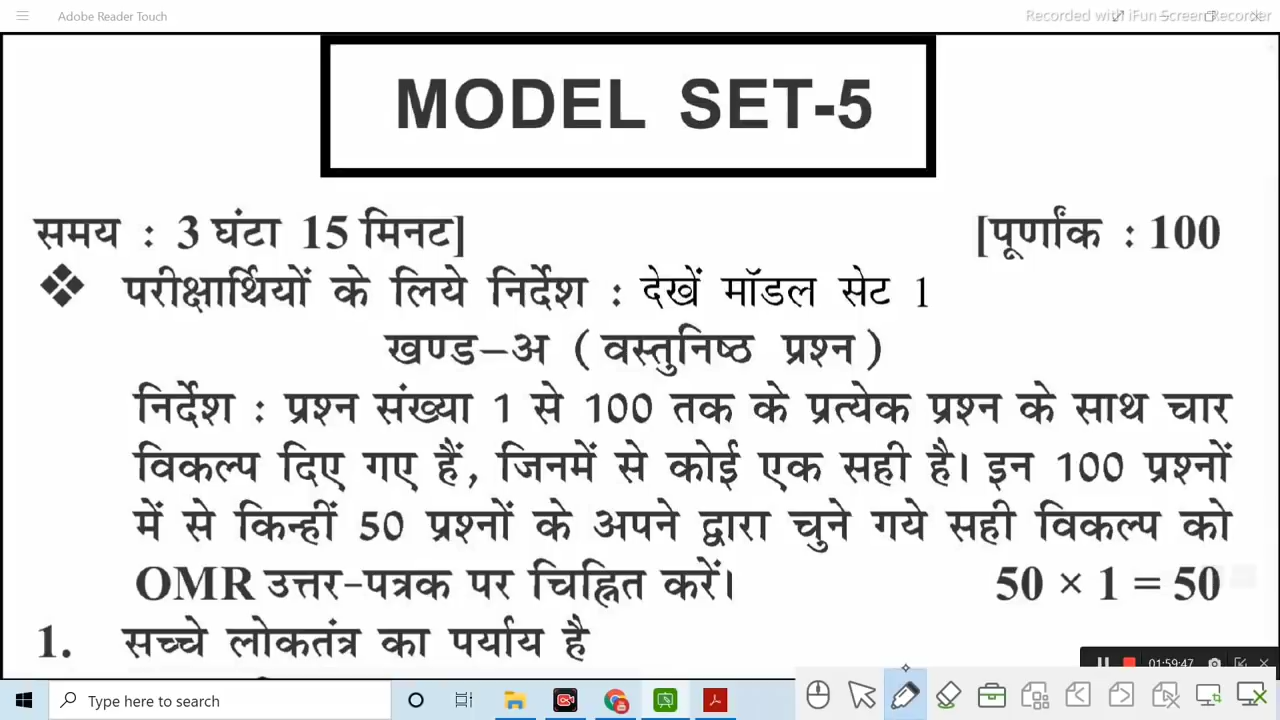 Adobe Reader Touch
Recorded with iFun Screen Recorder
MODEL SET-5
समय : 3 घंटा 15 मिनट] [पूर्णांक : 100
❖ परीक्षार्थियों के लिये निर्देश : देखें मॉडल सेट 1
खण्ड–अ ( वस्तुनिष्ठ प्रश्न )
निर्देश : प्रश्न संख्या 1 से 100 तक के प्रत्येक प्रश्न के साथ चार
विकल्प दिए गए हैं, जिनमें से कोई एक सही है। इन 100 प्रश्नों
में से किन्हीं 50 प्रश्नों के अपने द्वारा चुने गये सही विकल्प को
OMR उत्तर-पत्रक पर चिह्नित करें। 50 × 1 = 50
1. सच्चे लोकतंत्र का पर्याय है
01:59:47
Type here to search